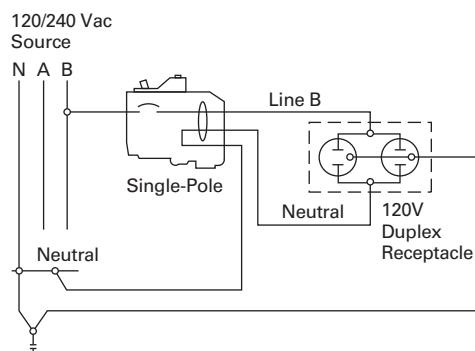 120/240 Vac
Source
N A B
Line B
Single-Pole
Neutral
120V
Duplex
Receptacle
Neutral